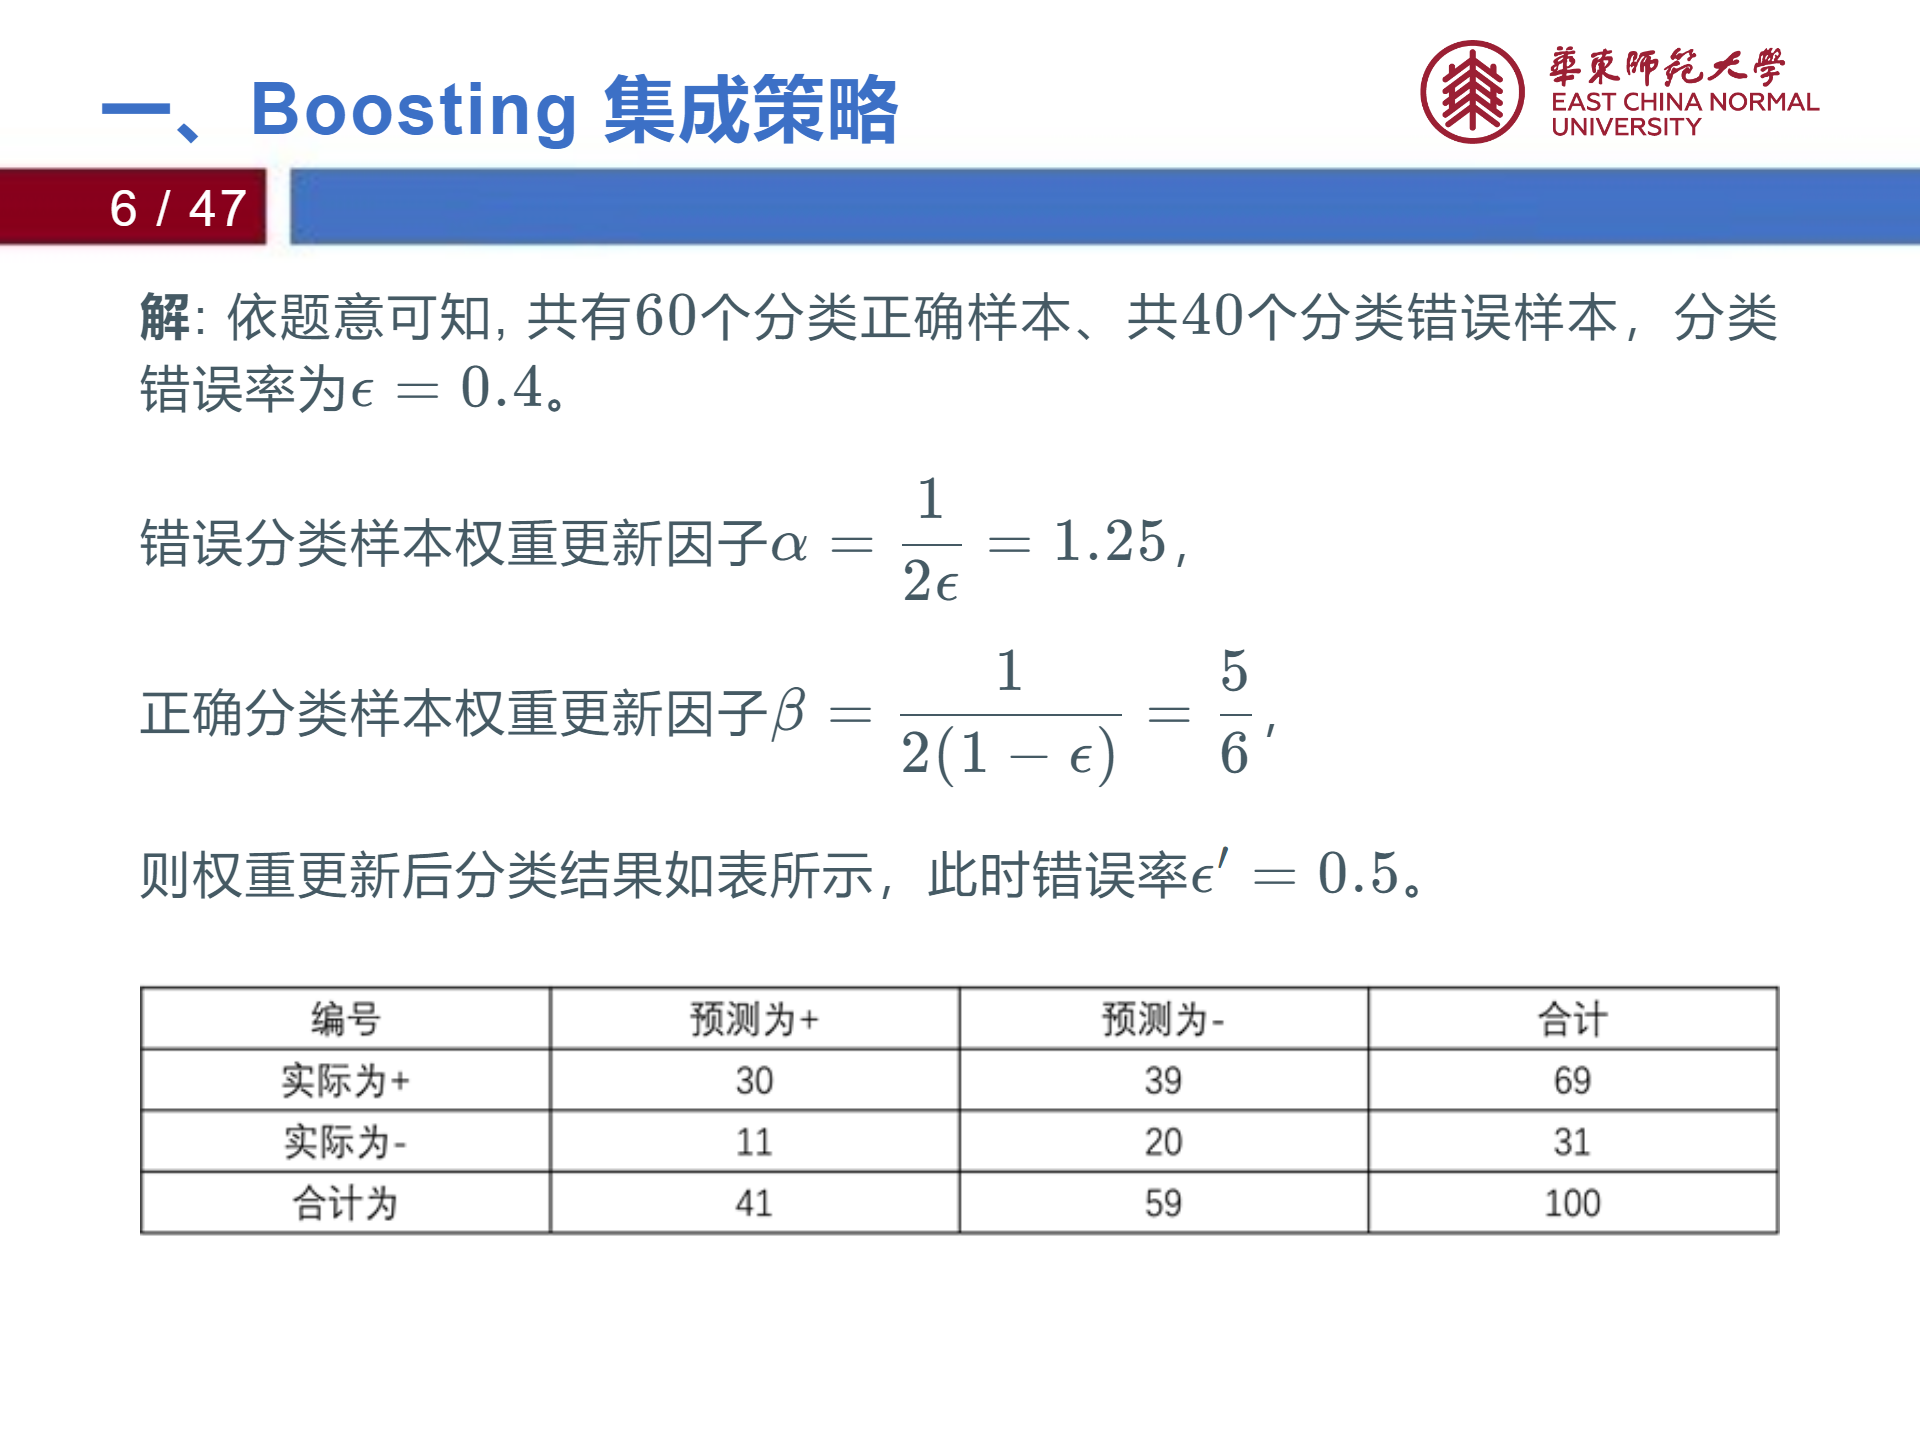 一、Boosting 集成策略
華東師範大學
EAST CHINA NORMAL
UNIVERSITY
6 / 47
解: 依题意可知, 共有60个分类正确样本、共40个分类错误样本，分类
错误率为ϵ = 0.4。
错误分类样本权重更新因子α = 1/2ϵ = 1.25，
正确分类样本权重更新因子β = 1/2(1 − ϵ) = 5/6，
则权重更新后分类结果如表所示，此时错误率ϵ′ = 0.5。
编号 预测为+ 预测为- 合计
实际为+ 30 39 69
实际为- 11 20 31
合计为 41 59 100